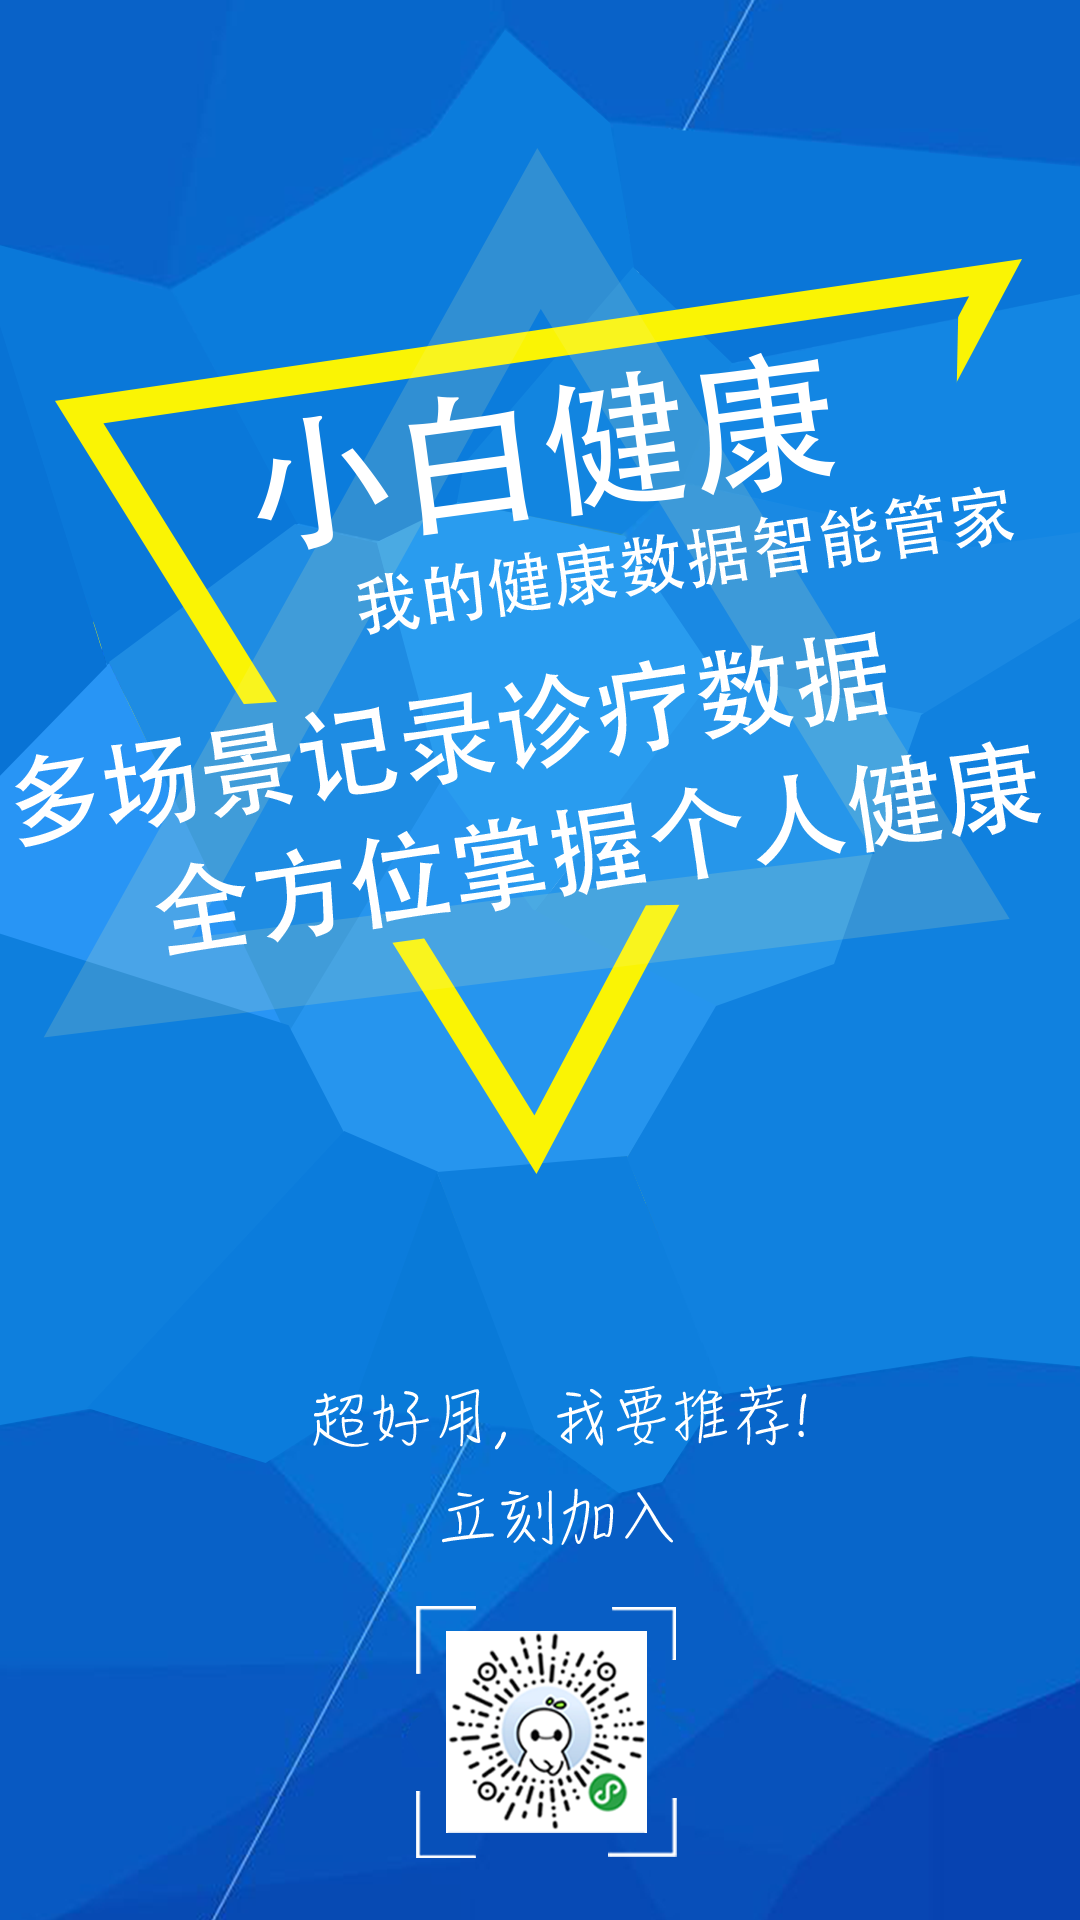 小白健康
我的健康数据智能管家
多场景记录诊疗数据
全方位掌握个人健康
超好用，我要推荐！
立刻加入